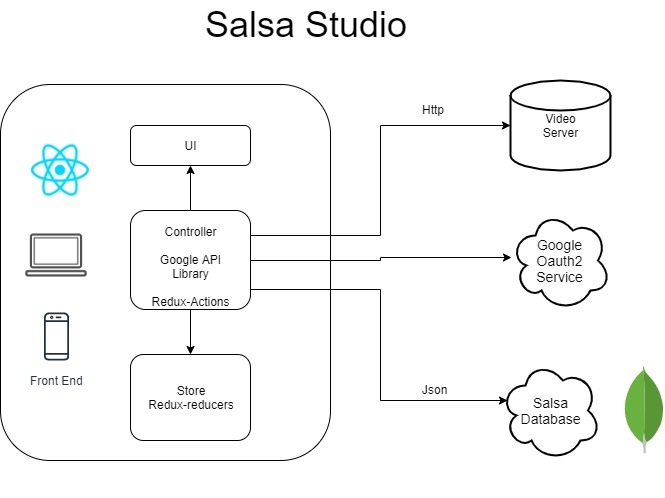 Salsa Studio
UI
Controller
Google API
Library
Redux-Actions
Store
Redux-reducers
Front End
Http
Video
Server
Google
Oauth2
Service
Json
Salsa
Database